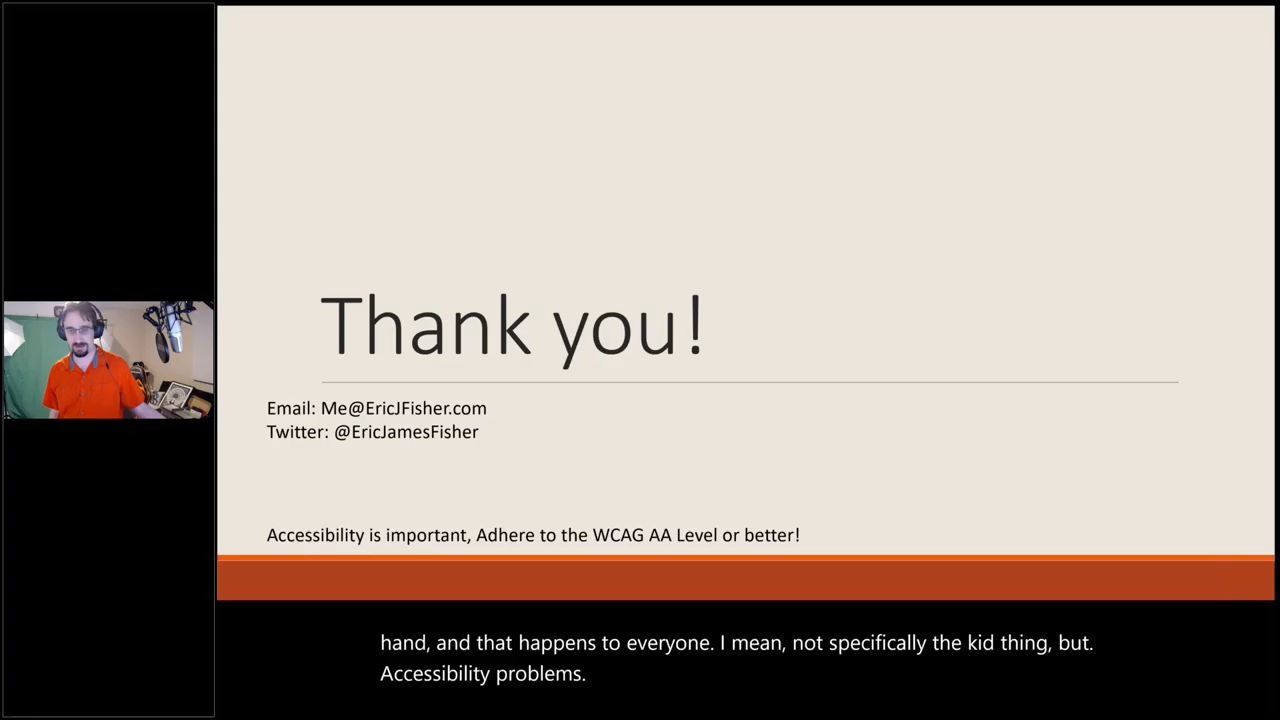 Thank you!
Email: Me@EricJFisher.com
Twitter: @EricJamesFisher
Accessibility is important, Adhere to the WCAG AA Level or better!
hand, and that happens to everyone. I mean, not specifically the kid thing, but.
Accessibility problems.